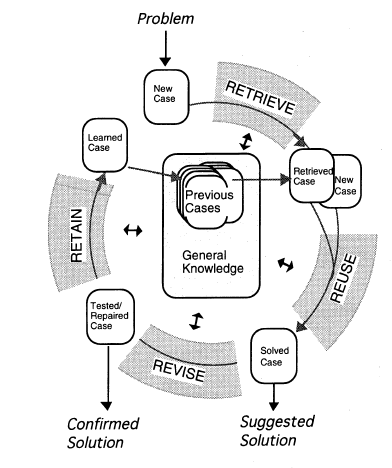 Problem
New
Case
RETRIEVE
Learned
Case
Retrieved
Case
New
Case
Previous
Cases
General
Knowledge
RETAIN
REUSE
Tested/
Repaired
Case
REVISE
Solved
Case
Confirmed
Solution
Suggested
Solution